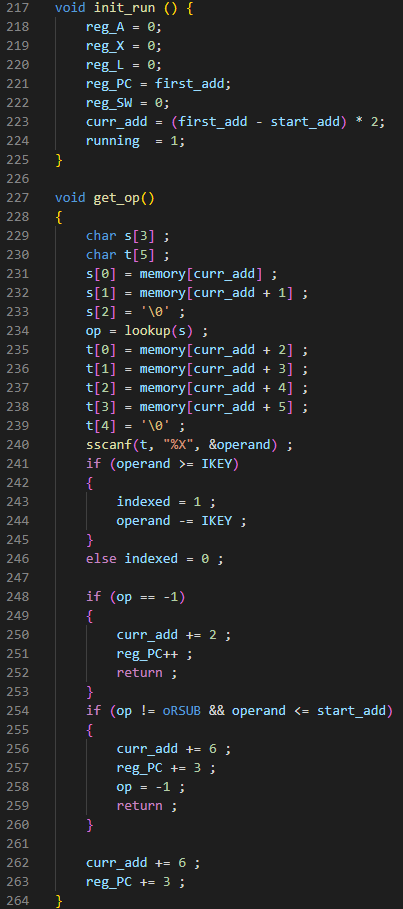 217 void init_run () {
218     reg_A = 0;
219     reg_X = 0;
220     reg_L = 0;
221     reg_PC = first_add;
222     reg_SW = 0;
223     curr_add = (first_add - start_add) * 2;
224     running  = 1;
225 }
226
227 void get_op()
228 {
229     char s[3] ;
230     char t[5] ;
231     s[0] = memory[curr_add] ;
232     s[1] = memory[curr_add + 1] ;
233     s[2] = '\0' ;
234     op = lookup(s) ;
235     t[0] = memory[curr_add + 2] ;
236     t[1] = memory[curr_add + 3] ;
237     t[2] = memory[curr_add + 4] ;
238     t[3] = memory[curr_add + 5] ;
239     t[4] = '\0' ;
240     sscanf(t, "%X", &operand) ;
241     if (operand >= IKEY)
242     {
243         indexed = 1 ;
244         operand -= IKEY ;
245     }
246     else indexed = 0 ;
247
248     if (op == -1)
249     {
250         curr_add += 2 ;
251         reg_PC++ ;
252         return ;
253     }
254     if (op != oRSUB && operand <= start_add)
255     {
256         curr_add += 6 ;
257         reg_PC += 3 ;
258         op = -1 ;
259         return ;
260     }
261
262     curr_add += 6 ;
263     reg_PC += 3 ;
264 }